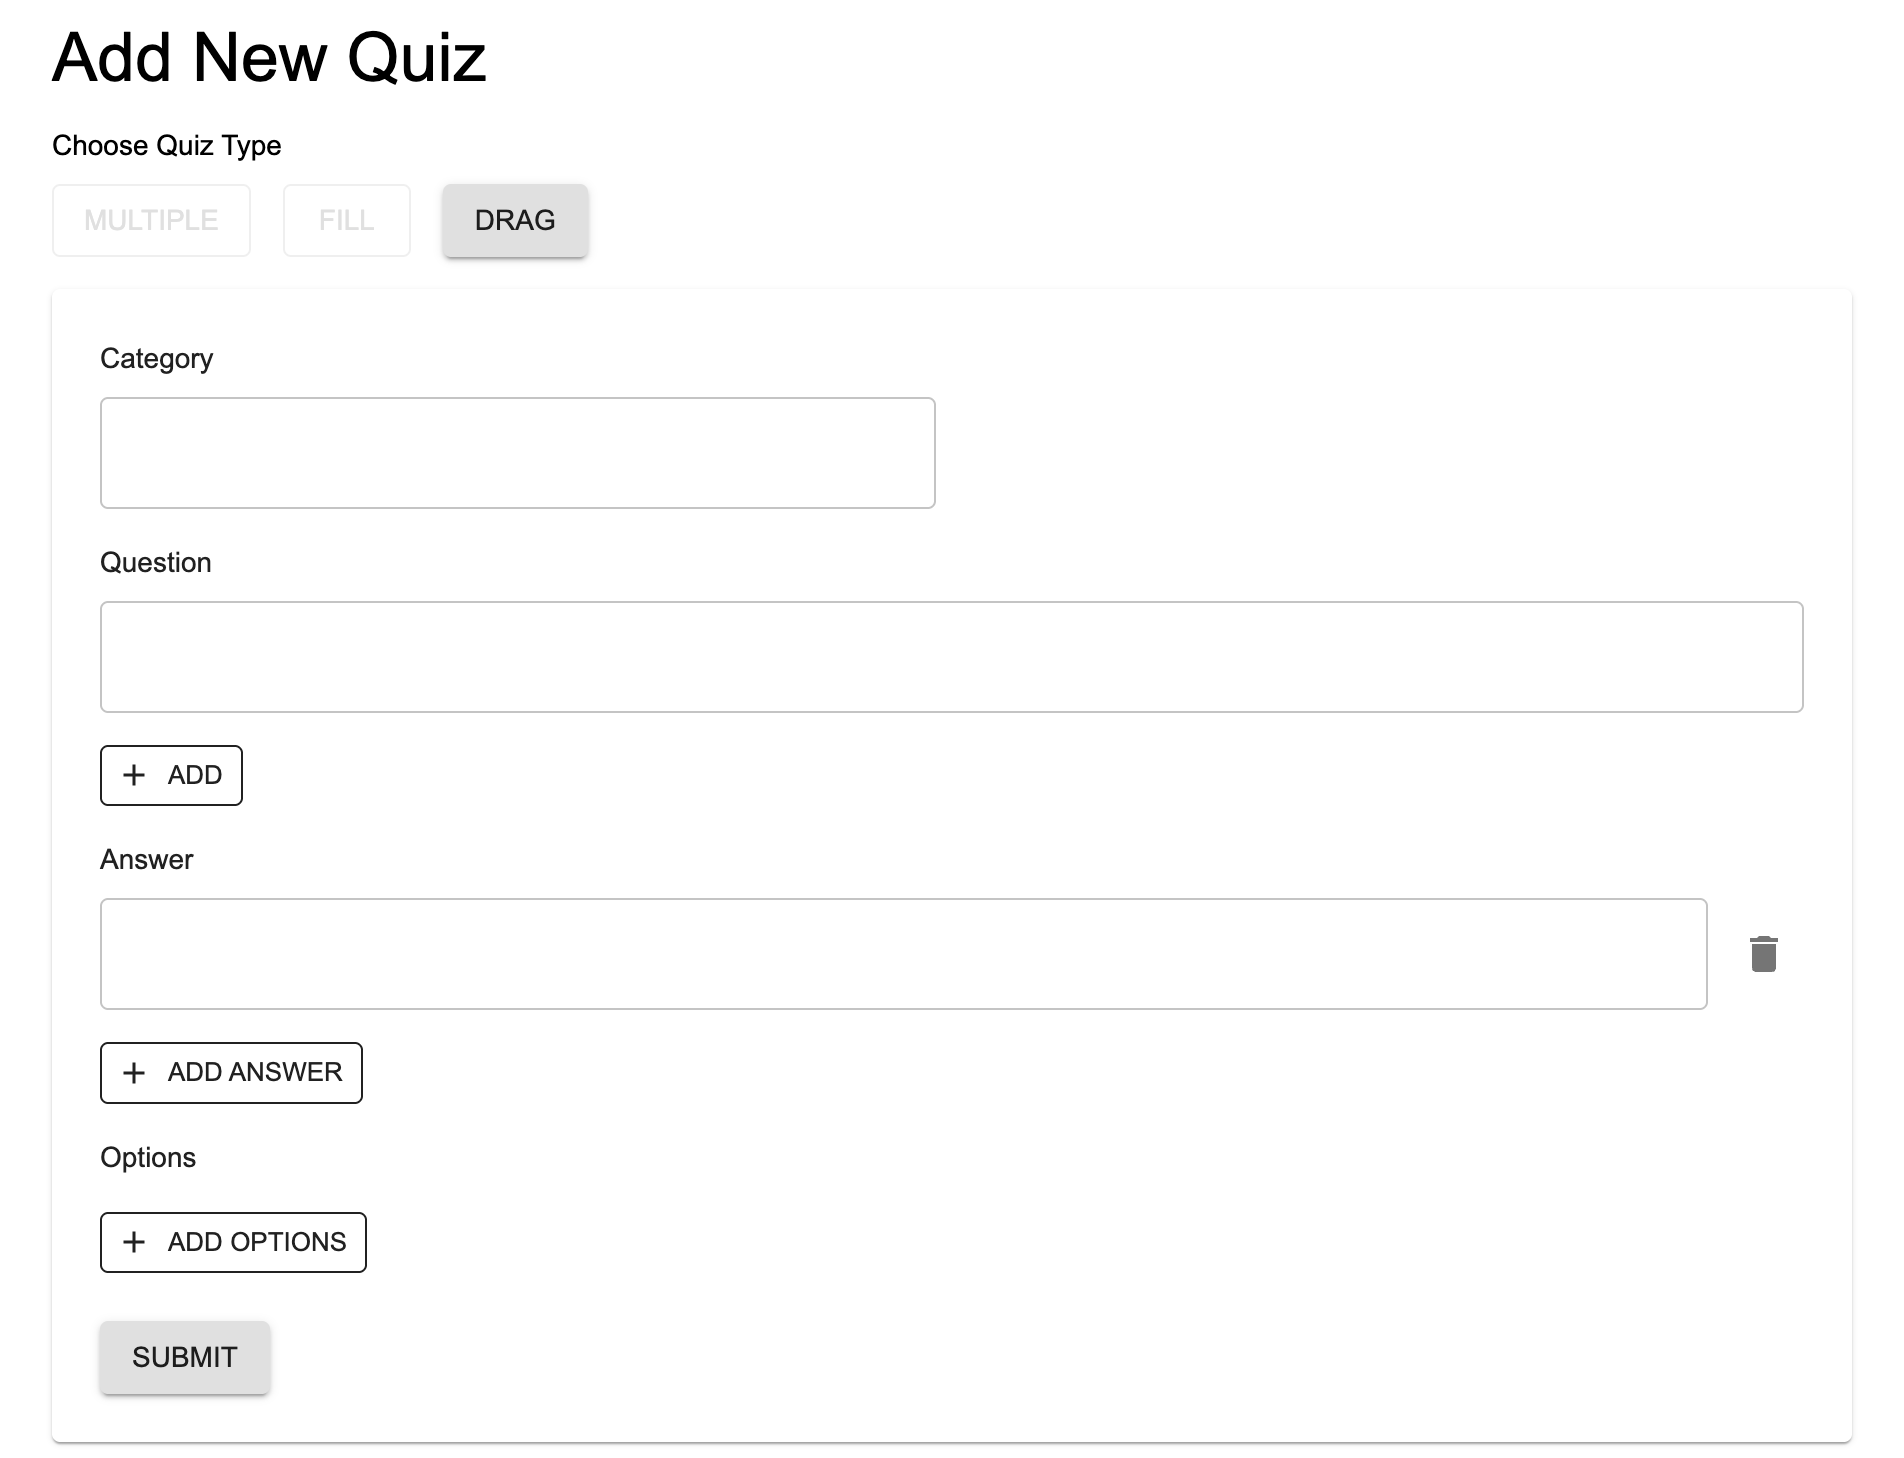 Add New Quiz
Choose Quiz Type
MULTIPLE FILL DRAG
Category
Question
+ ADD
Answer
+ ADD ANSWER
Options
+ ADD OPTIONS
SUBMIT